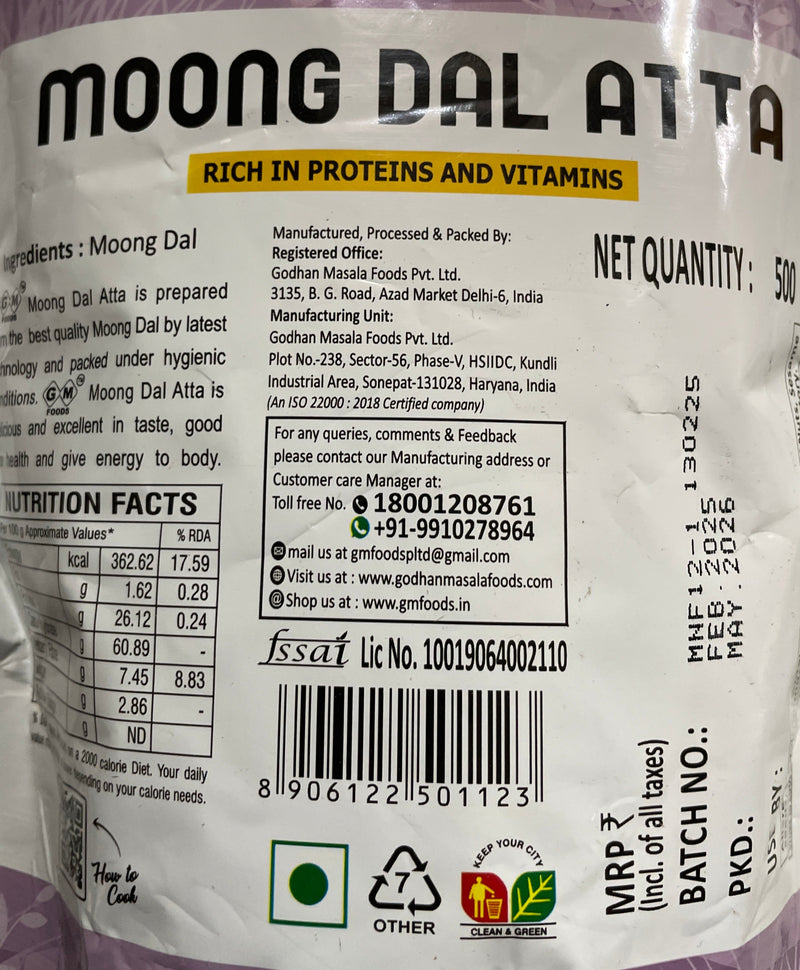 MOONG DAL ATTA
RICH IN PROTEINS AND VITAMINS
Ingredients : Moong Dal
GM Moong Dal Atta is prepared
the best quality Moong Dal by latest
and packed under hygienic
GM FOODS Moong Dal Atta is
and excellent in taste, good
health and give energy to body.
NUTRITION FACTS
Per 100 g Approximate Values* % RDA
kcal 362.62 17.59
g 1.62 0.28
g 26.12 0.24
g 60.89 -
g 7.45 8.83
g 2.86 -
g ND
a 2000 calorie Diet. Your daily
on your calorie needs.
How to
Cook
Manufactured, Processed & Packed By:
Registered Office:
Godhan Masala Foods Pvt. Ltd.
3135, B. G. Road, Azad Market Delhi-6, India
Manufacturing Unit:
Godhan Masala Foods Pvt. Ltd.
Plot No.-238, Sector-56, Phase-V, HSIIDC, Kundli
Industrial Area, Sonepat-131028, Haryana, India
(An ISO 22000 : 2018 Certified company)
For any queries, comments & Feedback
please contact our Manufacturing address or
Customer care Manager at:
Toll free No. 18001208761
+91-9910278964
mail us at gmfoodspltd@gmail.com
Visit us at : www.godhanmasalafoods.com
@ Shop us at : www.gmfoods.in
fssai Lic No. 10019064002110
8 906122 501123
7
OTHER
KEEP YOUR CITY
CLEAN & GREEN
NET QUANTITY : 500
MRP ₹
(Incl. of all taxes)
BATCH NO.: MWF12-1 130225
PKD.: FEB. 2025
USE BY : MAY. 2026